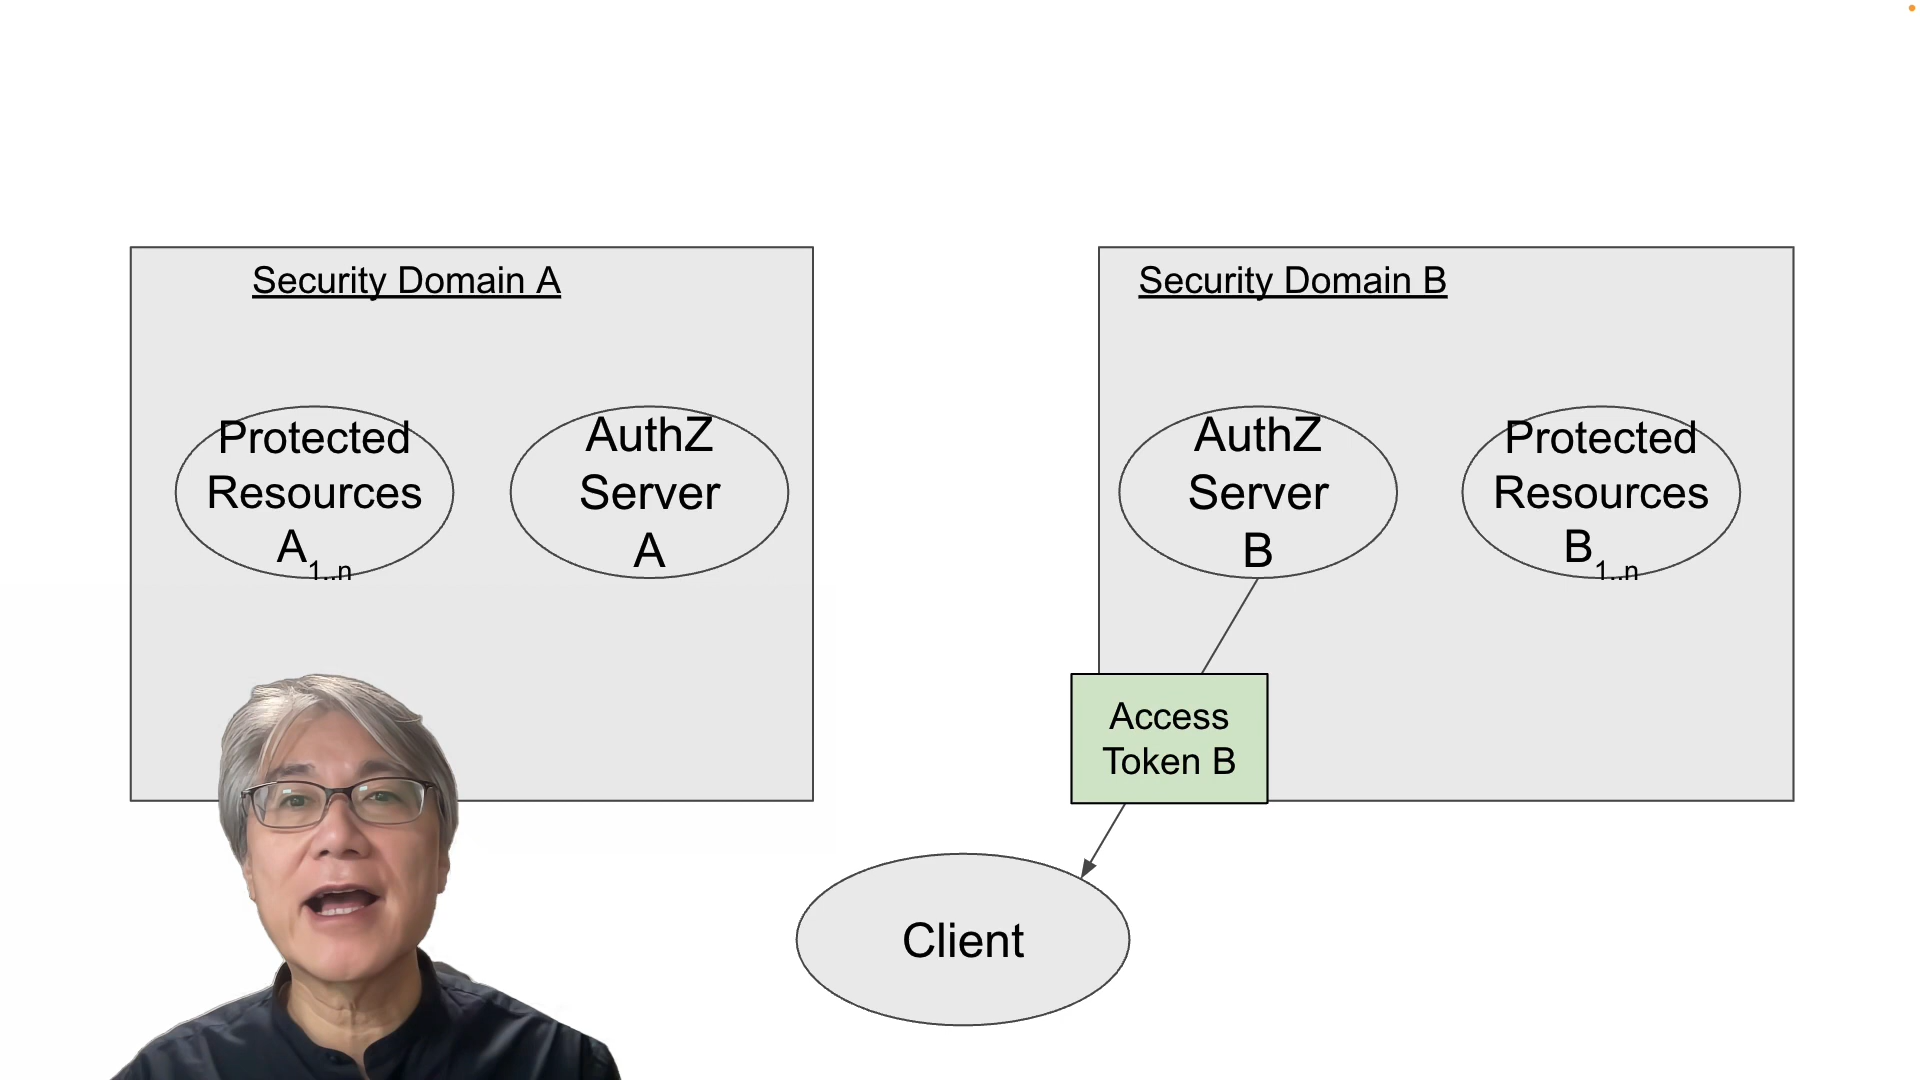 Security Domain A
Protected
Resources
A1..n
AuthZ
Server
A
Security Domain B
AuthZ
Server
B
Protected
Resources
B1..n
Access
Token B
Client